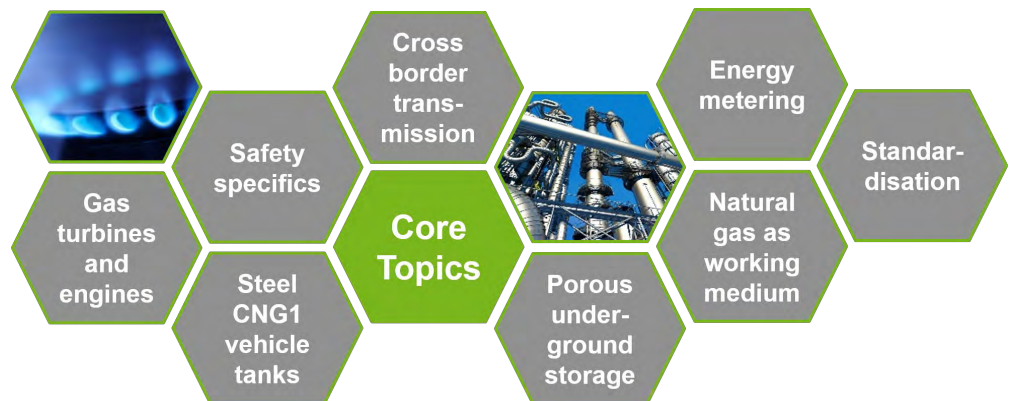 Cross
border
trans-
mission
Energy
metering
Safety
specifics
Standar-
disation
Gas
turbines
and
engines
Core
Topics
Natural
gas as
working
medium
Steel
CNG1
vehicle
tanks
Porous
under-
ground
storage